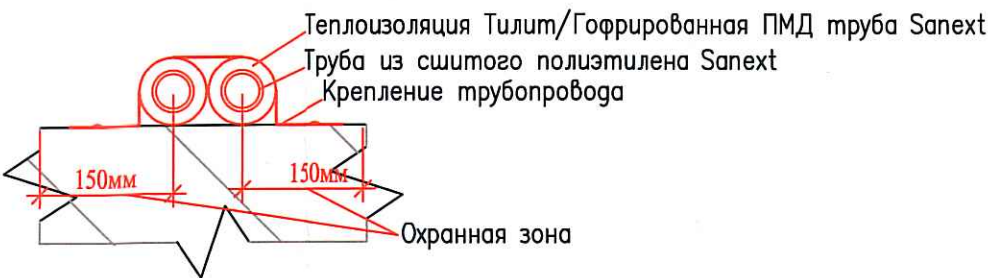 Теплоизоляция Тилит/Гофрированная ПМД труба Sanext
Труба из сшитого полиэтилена Sanext
Крепление трубопровода
150мм
150мм
Охранная зона